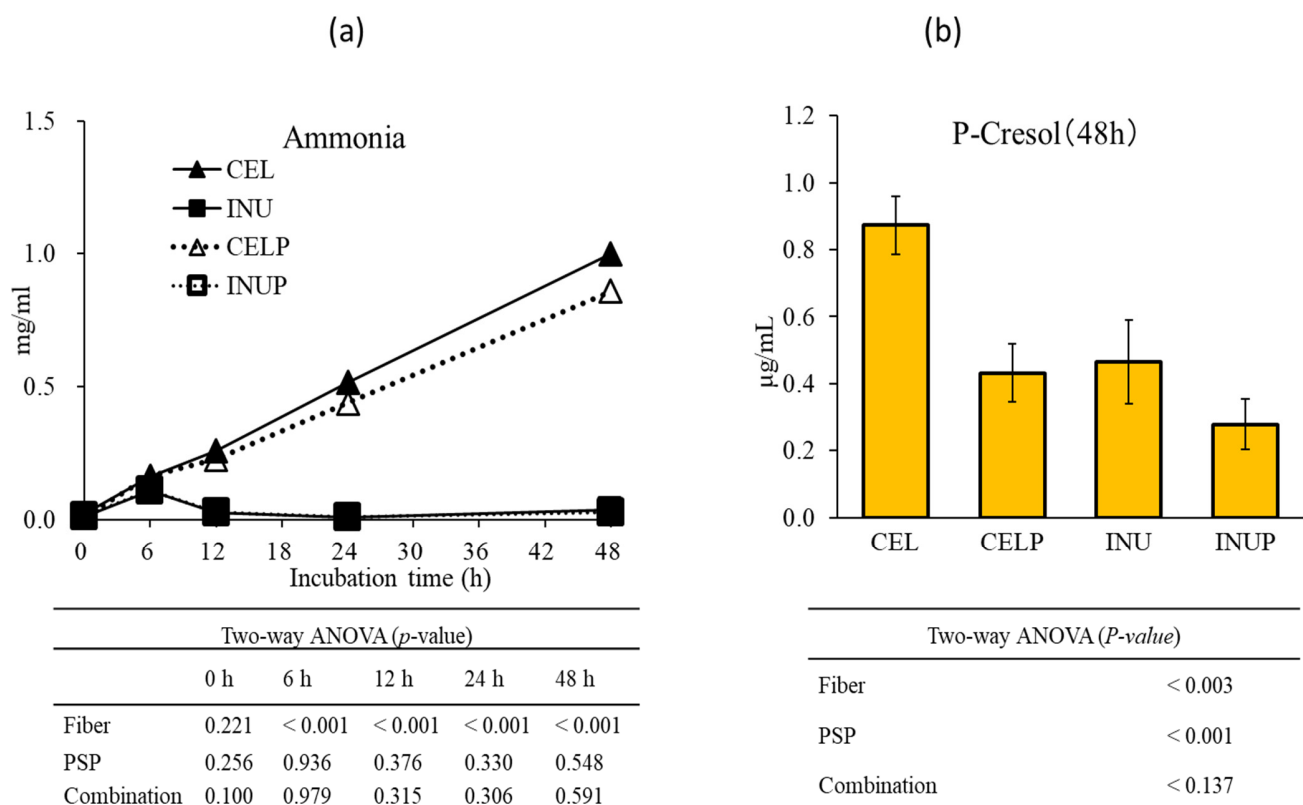 (a)
Ammonia
CEL
INU
CELP
INUP
1.5
1.0
0.5
0.0
mg/ml
0 6 12 18 24 30 36 42 48
Incubation time (h)
Two-way ANOVA (p-value)
0 h 6 h 12 h 24 h 48 h
Fiber 0.221 < 0.001 < 0.001 < 0.001 < 0.001
PSP 0.256 0.936 0.376 0.330 0.548
Combination 0.100 0.979 0.315 0.306 0.591
(b)
P-Cresol(48h)
1.2
1.0
0.8
0.6
0.4
0.2
0.0
µg/mL
CEL CELP INU INUP
Two-way ANOVA (P-value)
Fiber < 0.003
PSP < 0.001
Combination < 0.137